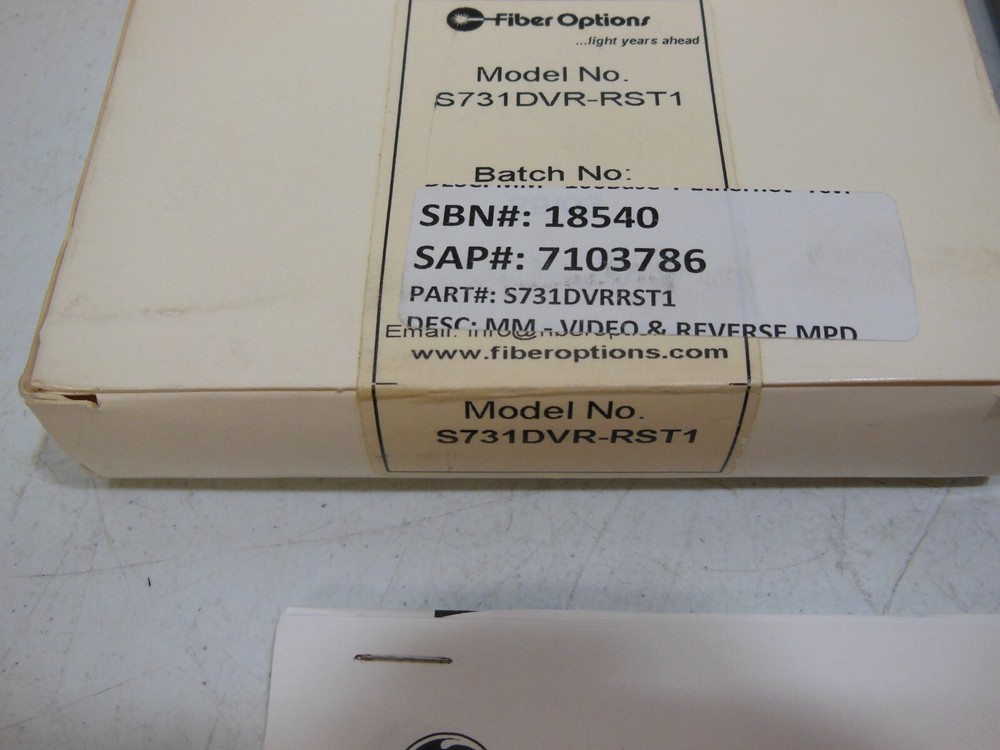 Fiber Options
...light years ahead
Model No.
S731DVR-RST1
Batch No:
SBN#: 18540
SAP#: 7103786
PART#: S731DVRRST1
DESC: MM - VIDEO & REVERSE MPD
Email:
www.fiberoptions.com
Model No.
S731DVR-RST1